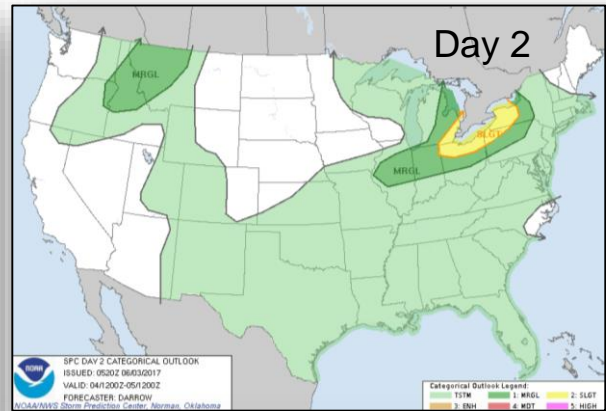 Day 2
MRGL
SLGT
MRGL
NOAA
SPC DAY 2 CATEGORICAL OUTLOOK
ISSUED: 0520Z 06/03/2017
VALID: 04/1200Z-05/1200Z
FORECASTER: DARROW
NOAA/NWS Storm Prediction Center, Norman, Oklahoma
Categorical Outlook Legend:
TSTM 1: MRGL 2: SLGT
3: ENH 4: MDT 5: HIGH